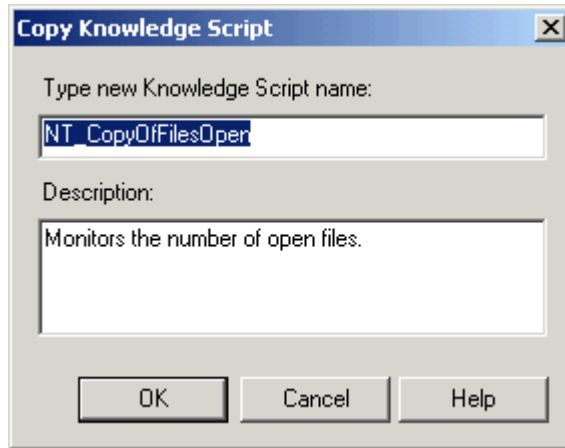 Copy Knowledge Script
Type new Knowledge Script name:
NT_CopyOfFilesOpen
Description:
Monitors the number of open files.
OK Cancel Help